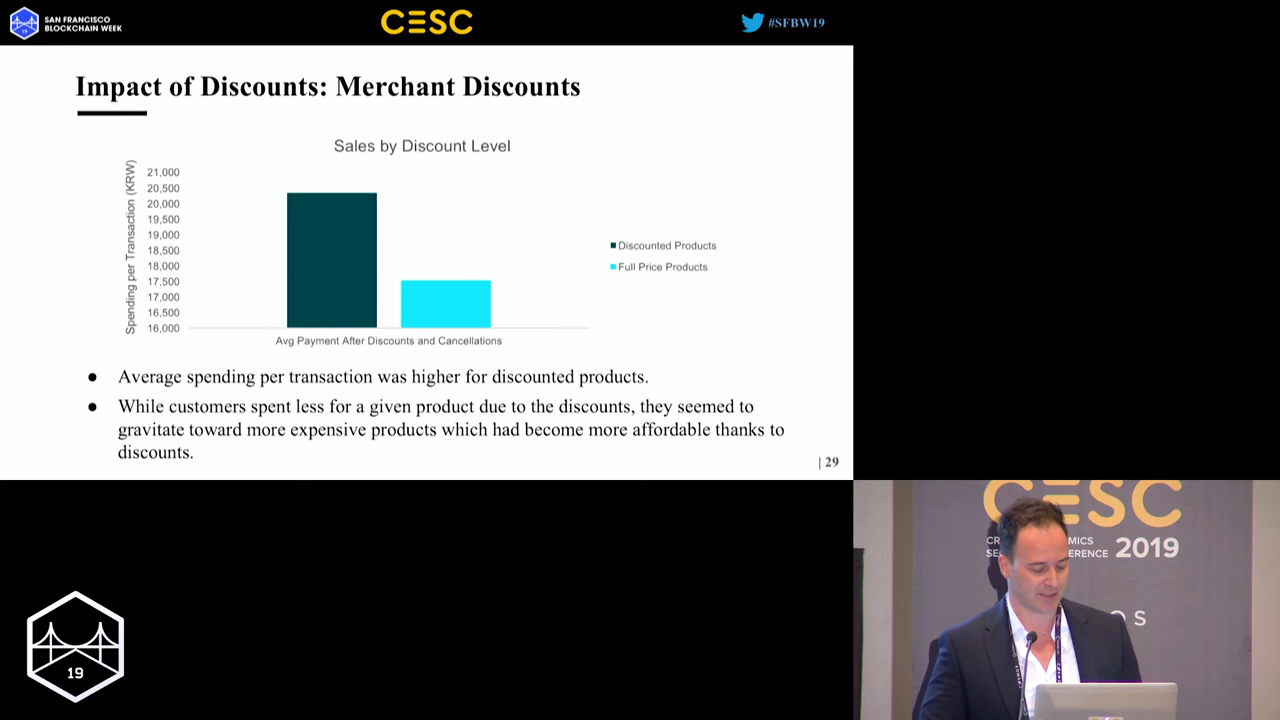 SAN FRANCISCO
BLOCKCHAIN WEEK
19
CESC
#SFBW19
Impact of Discounts: Merchant Discounts
Sales by Discount Level
Spending per Transaction (KRW)
21,000
20,500
20,000
19,500
19,000
18,500
18,000
17,500
17,000
16,500
16,000
Discounted Products
Full Price Products
Avg Payment After Discounts and Cancellations
● Average spending per transaction was higher for discounted products.
● While customers spent less for a given product due to the discounts, they seemed to
gravitate toward more expensive products which had become more affordable thanks to
discounts.
| 29
CESC
2019
19